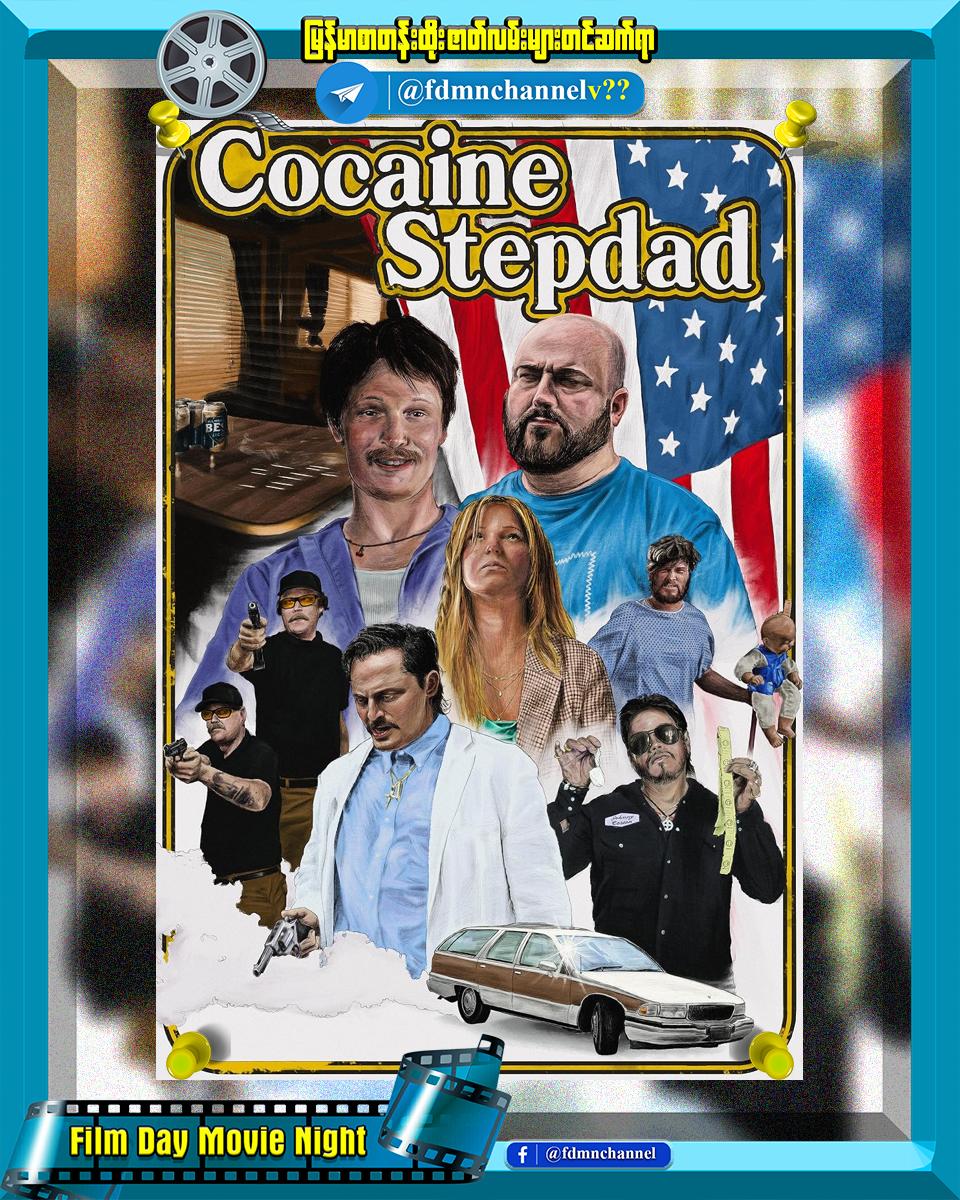 မြန်မာစာတန်းထိုးဇာတ်လမ်းများတင်ဆက်ရာ
@fdmnchannelv??
Cocaine
Stepdad
BES
Film Day Movie Night
f | @fdmnchannel